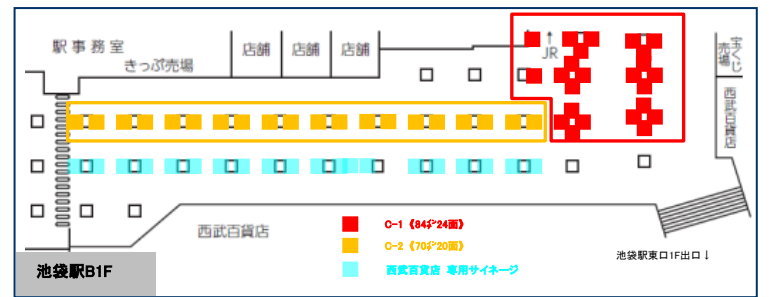 駅事務室
きっぷ売場
店舗
店舗
店舗
↑
JR
宝くじ
売場
西武百貨店
西武百貨店
C-1《84ｲﾝﾁ24面》
C-2《70ｲﾝﾁ20面》
西武百貨店 専用サイネージ
池袋駅東口1F出口↓
池袋駅B1F